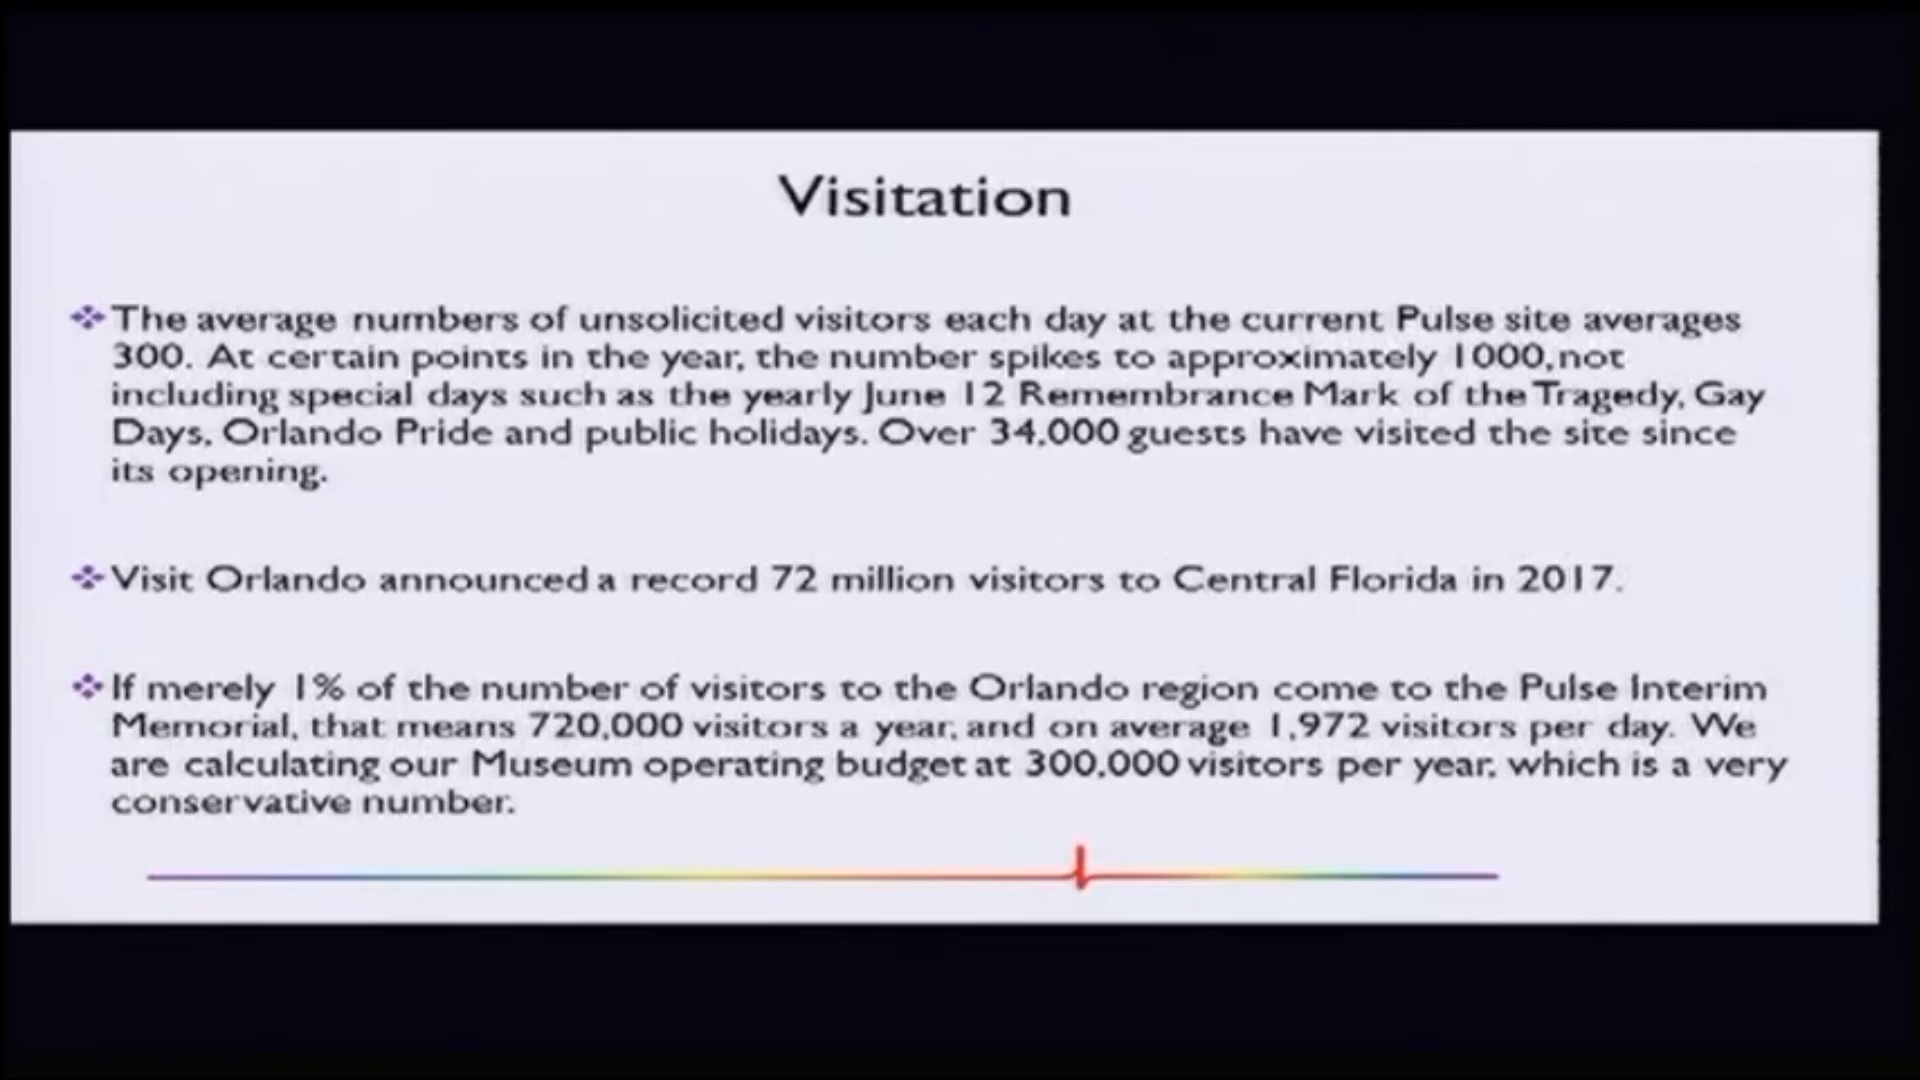 Visitation
The average numbers of unsolicited visitors each day at the current Pulse site averages
300. At certain points in the year, the number spikes to approximately 1000, not
including special days such as the yearly June 12 Remembrance Mark of the Tragedy, Gay
Days, Orlando Pride and public holidays. Over 34,000 guests have visited the site since
its opening.
Visit Orlando announced a record 72 million visitors to Central Florida in 2017.
If merely 1% of the number of visitors to the Orlando region come to the Pulse Interim
Memorial, that means 720,000 visitors a year, and on average 1,972 visitors per day. We
are calculating our Museum operating budget at 300,000 visitors per year, which is a very
conservative number.